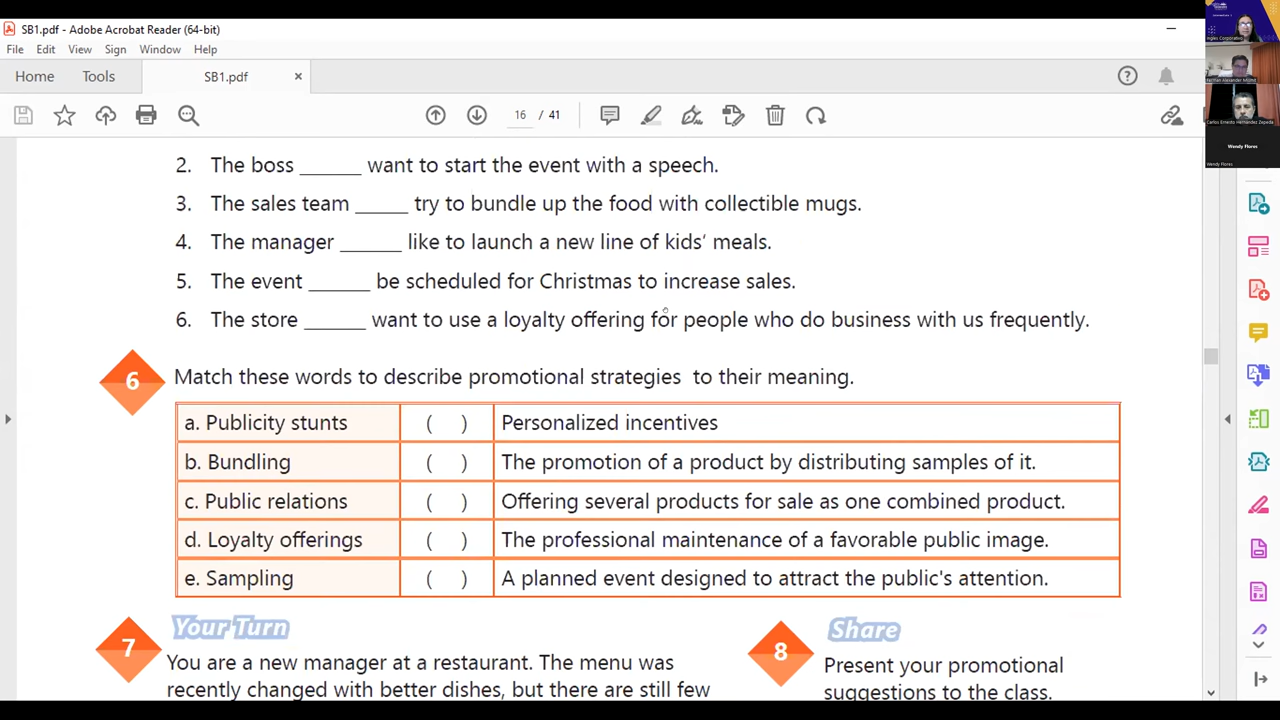 SB1.pdf - Adobe Acrobat Reader (64-bit)
File Edit View Sign Window Help
Home Tools SB1.pdf
16 / 41
2. The boss ______ want to start the event with a speech.
3. The sales team _____ try to bundle up the food with collectible mugs.
4. The manager ______ like to launch a new line of kids' meals.
5. The event ______ be scheduled for Christmas to increase sales.
6. The store ______ want to use a loyalty offering for people who do business with us frequently.
6 Match these words to describe promotional strategies to their meaning.
a. Publicity stunts ( ) Personalized incentives
b. Bundling ( ) The promotion of a product by distributing samples of it.
c. Public relations ( ) Offering several products for sale as one combined product.
d. Loyalty offerings ( ) The professional maintenance of a favorable public image.
e. Sampling ( ) A planned event designed to attract the public's attention.
7 Your Turn
You are a new manager at a restaurant. The menu was
recently changed with better dishes, but there are still few
8 Share
Present your promotional
suggestions to the class.
Ingles Corporativo
Carlos Ernesto Hernandez Zepeda
Wendy Flores
Wendy Flores